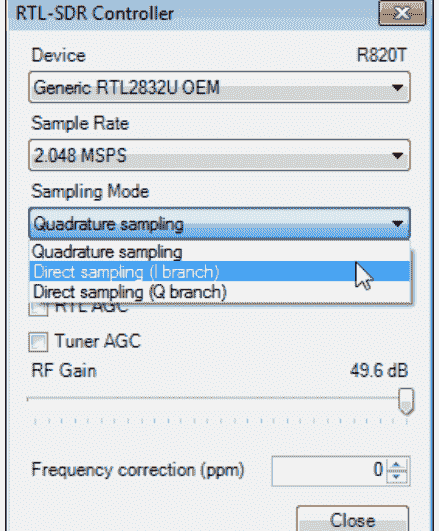 RTL-SDR Controller
Device R820T
Generic RTL2832U OEM
Sample Rate
2.048 MSPS
Sampling Mode
Quadrature sampling
Quadrature sampling
Direct sampling (I branch)
Direct sampling (Q branch)
RTL AGC
Tuner AGC
RF Gain 49.6 dB
Frequency correction (ppm) 0
Close